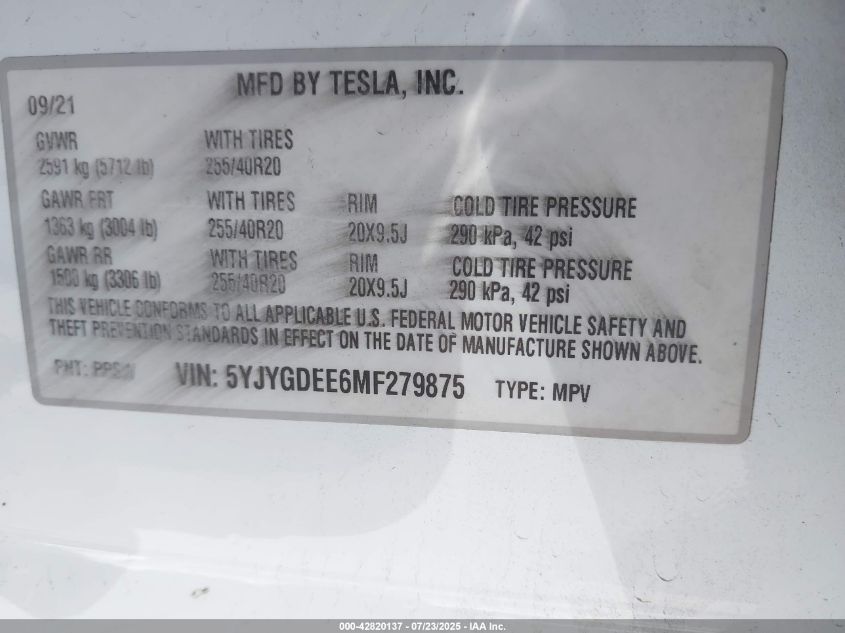 MFD BY TESLA, INC.
09/21
GVWR WITH TIRES
2591 kg (5712 lb) 255/40R20
GAWR FRT WITH TIRES RIM COLD TIRE PRESSURE
1363 kg (3004 lb) 255/40R20 20X9.5J 290 kPa, 42 psi
GAWR RR WITH TIRES RIM COLD TIRE PRESSURE
1500 kg (3306 lb) 255/40R20 20X9.5J 290 kPa, 42 psi
THIS VEHICLE CONFORMS TO ALL APPLICABLE U.S. FEDERAL MOTOR VEHICLE SAFETY AND
THEFT PREVENTION STANDARDS IN EFFECT ON THE DATE OF MANUFACTURE SHOWN ABOVE.
PNT: VIN: 5YJYGDEE6MF279875 TYPE: MPV
000-42820137 - 07/23/2025 - IAA Inc.